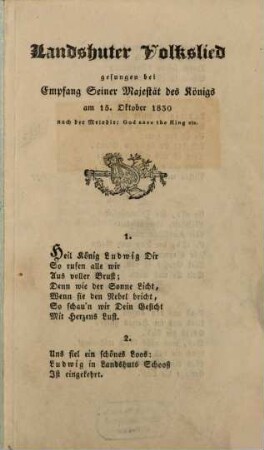 Landshuter Volkslied
gesungen bei
Empfang Seiner Majestät des Königs
am 15. Oktober 1830
nach der Melodie: God save the King etc.
1.
Heil König Ludwig Dir
So rufen alle wir
Aus voller Brust;
Denn wie der Sonne Licht,
Wenn sie den Nebel bricht,
So schau'n wir Dein Gesicht
Mit Herzens Lust.
2.
Uns fiel ein schönes Loos:
Ludwig in Landshuts Schooß
Ist eingekehrt.